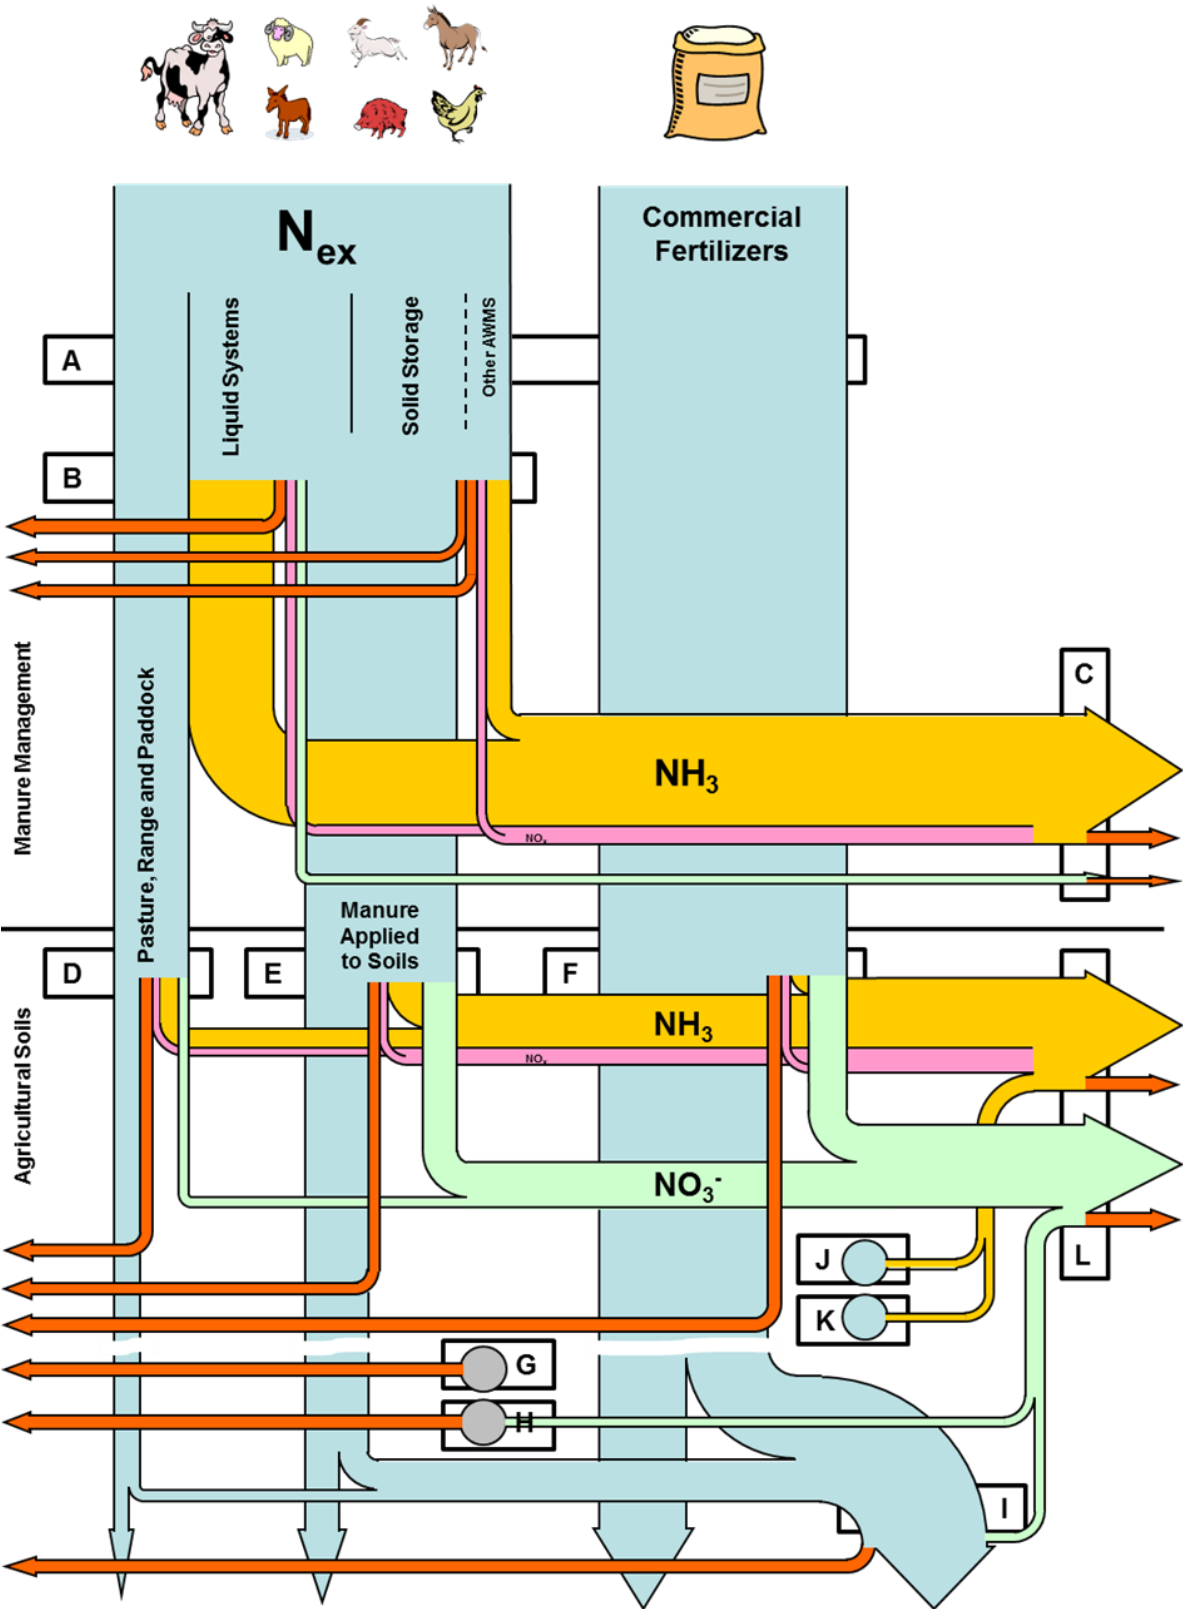 N
ex
Commercial
Fertilizers
Liquid Systems
Solid Storage
Other AWMS
A
B
C
Manure Management
Pasture, Range and Paddock
NH3
NOx
Manure
Applied
to Soils
D
E
F
Agricultural Soils
NH3
NOx
NO3-
J
L
K
G
H
I